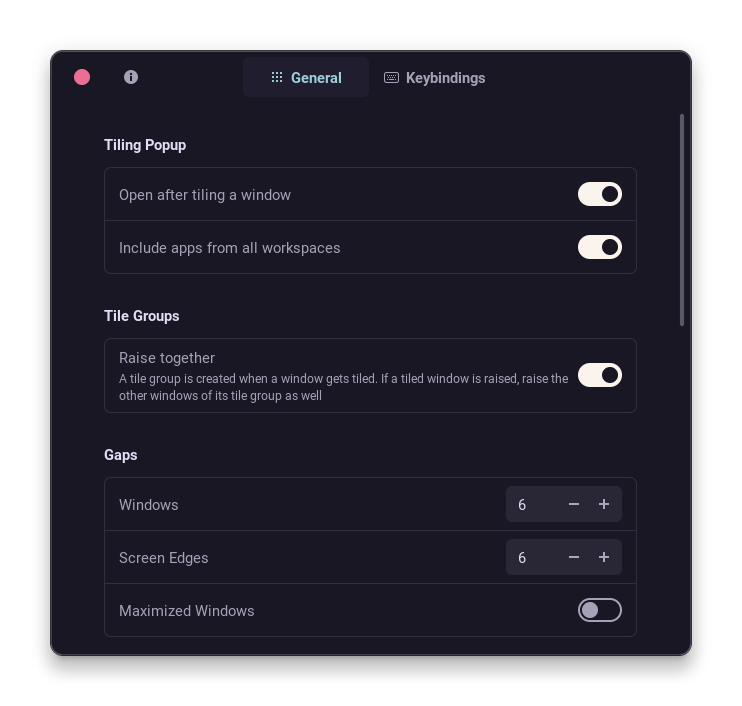 General
Keybindings
Tiling Popup
Open after tiling a window
Include apps from all workspaces
Tile Groups
Raise together
A tile group is created when a window gets tiled. If a tiled window is raised, raise the
other windows of its tile group as well
Gaps
Windows
6
Screen Edges
6
Maximized Windows